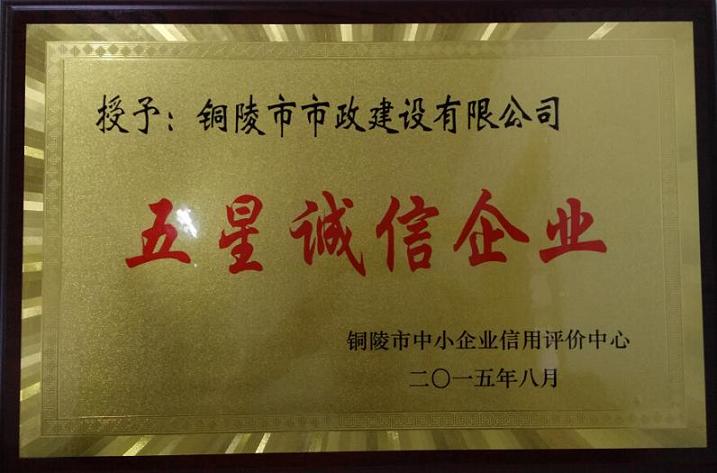 授予：铜陵市市政建设有限公司
五星诚信企业
铜陵市中小企业信用评价中心
二〇一五年八月